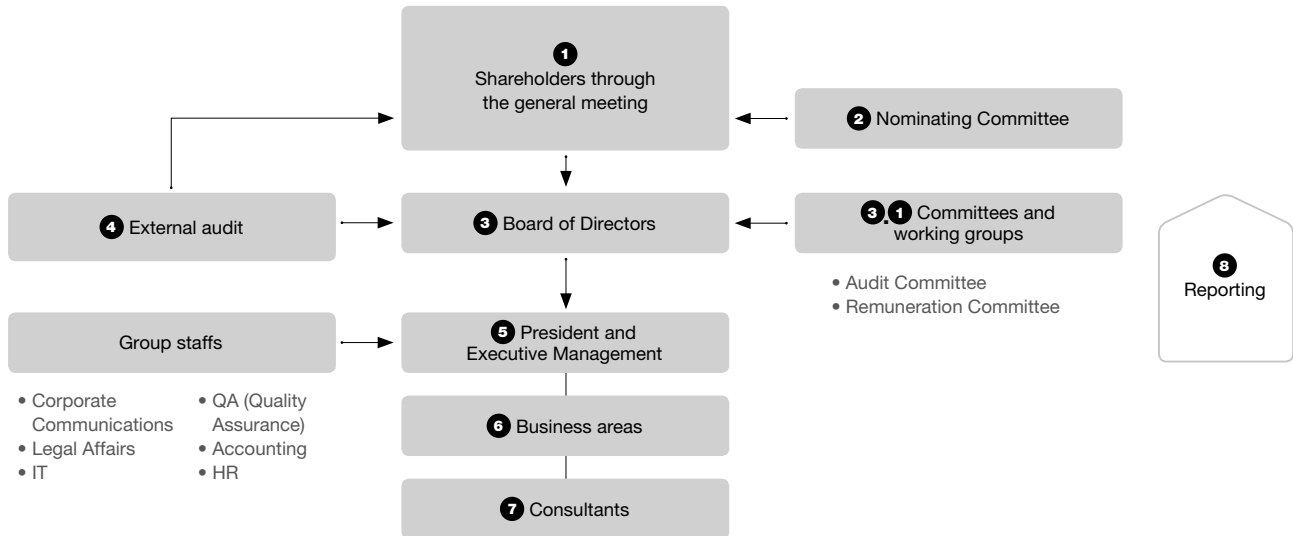 1
Shareholders through
the general meeting
2 Nominating Committee
4 External audit
3 Board of Directors
3.1 Committees and
working groups
• Audit Committee
• Remuneration Committee
8
Reporting
Group staffs
5 President and
Executive Management
• Corporate
Communications
• Legal Affairs
• IT
• QA (Quality
Assurance)
• Accounting
• HR
6 Business areas
7 Consultants